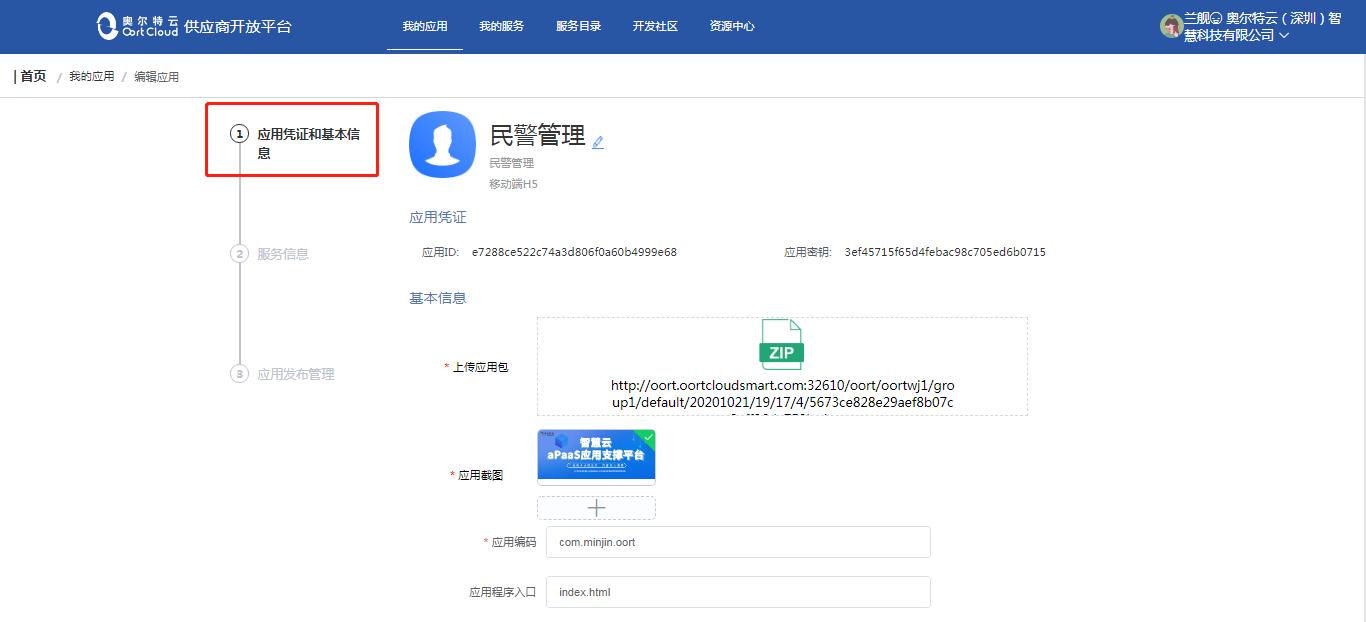 奥尔特云
OortCloud
供应商开放平台
我的应用 我的服务 服务目录 开发社区 资源中心
兰舰 奥尔特云（深圳）智
慧科技有限公司
首页 / 我的应用 / 编辑应用
1 应用凭证和基本信
息
2 服务信息
3 应用发布管理
民警管理
民警管理
移动端H5
应用凭证
应用ID: e7288ce522c74a3d806f0a60b4999e68 应用密钥: 3ef45715f65d4febac98c705ed6b0715
基本信息
* 上传应用包
ZIP
http://oort.oortcloudsmart.com:32610/oort/oortwj1/gro
up1/default/20201021/19/17/4/5673ce828e29aef8b07c
* 应用截图
智慧云
aPaaS应用支撑平台
* 应用编码 com.minjin.oort
应用程序入口 index.html